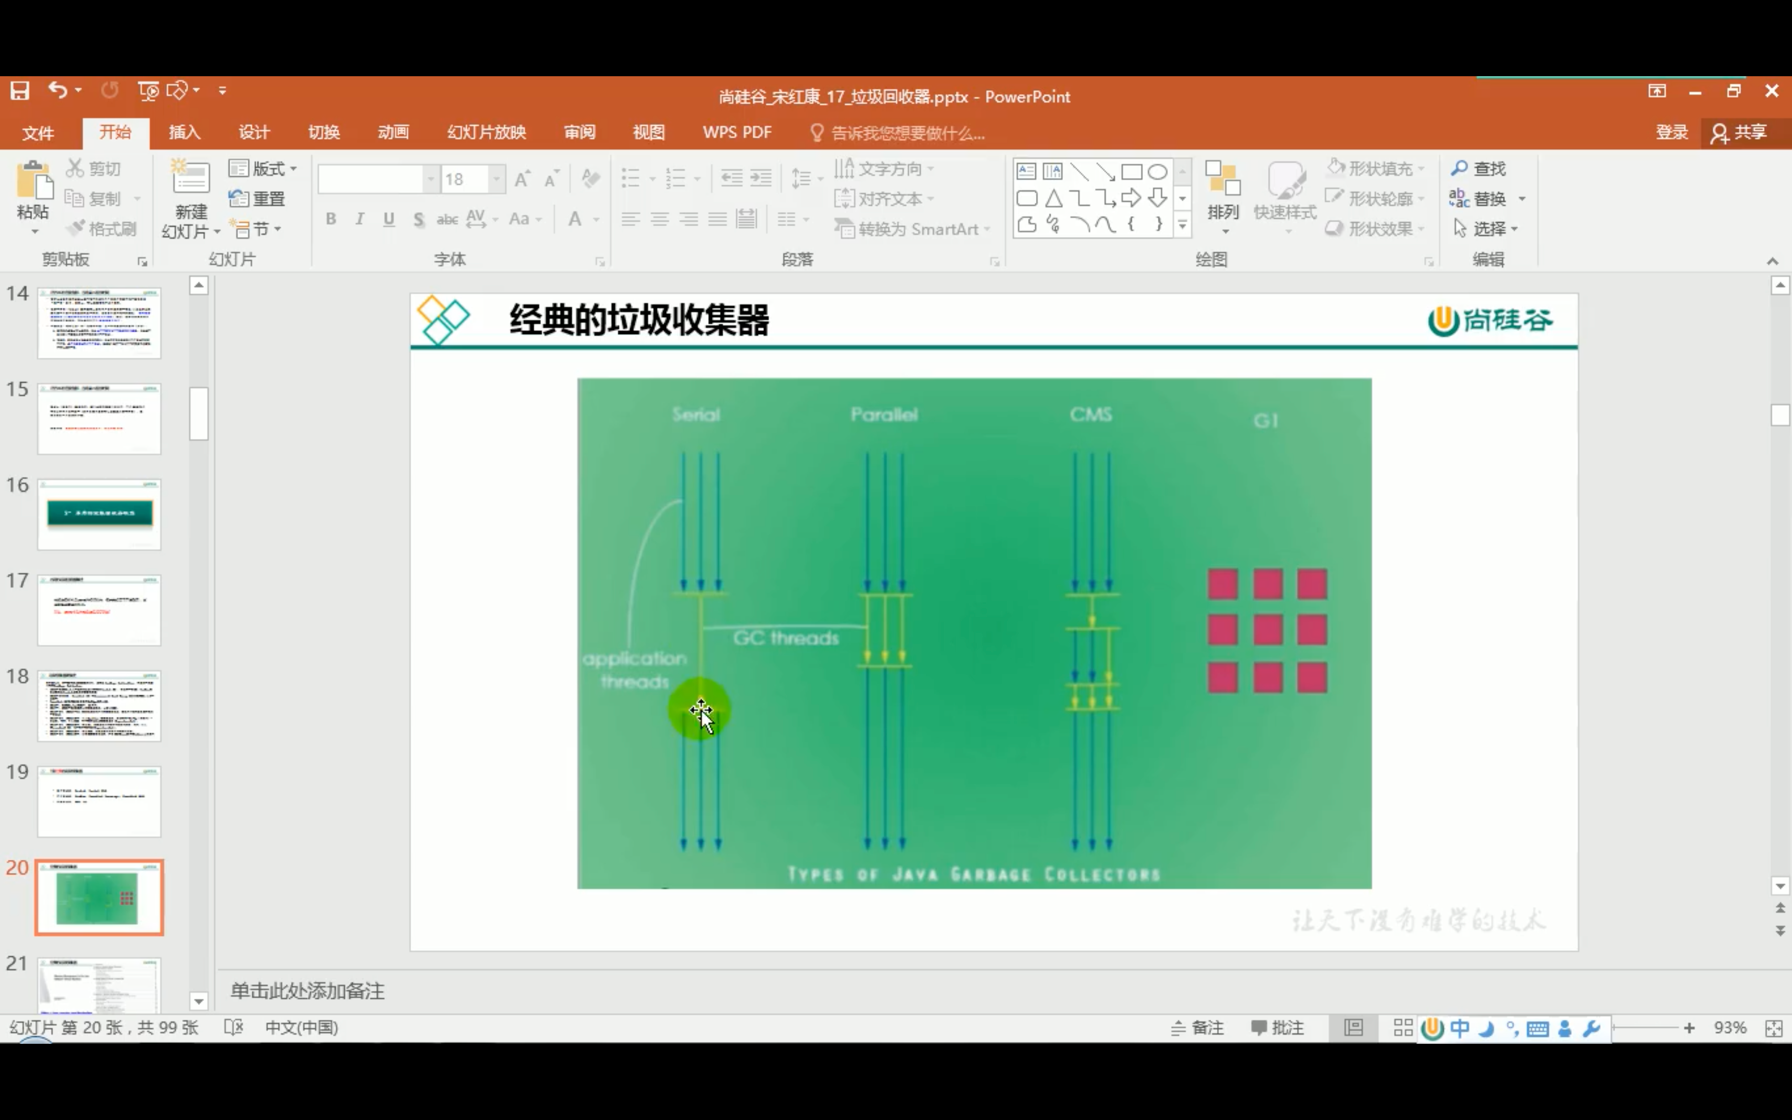 尚硅谷_宋红康_17_垃圾回收器.pptx - PowerPoint
文件 开始 插入 设计 切换 动画 幻灯片放映 审阅 视图 WPS PDF 告诉我您想要做什么... 登录 共享
粘贴 剪切 复制 格式刷 剪贴板
新建幻灯片 版式 重置 节 幻灯片
18 B I U S abc AV Aa A 字体
文字方向 对齐文本 转换为 SmartArt 段落
排列 快速样式 形状填充 形状轮廓 形状效果 绘图
查找 替换 选择 编辑
14
15
16
17
18
19
20
21
经典的垃圾收集器
尚硅谷
Serial Parallel CMS G1
GC threads
application
threads
TYPES OF JAVA GARBAGE COLLECTORS
让天下没有难学的技术
单击此处添加备注
幻灯片 第 20 张，共 99 张 中文(中国) 备注 批注 中 93%